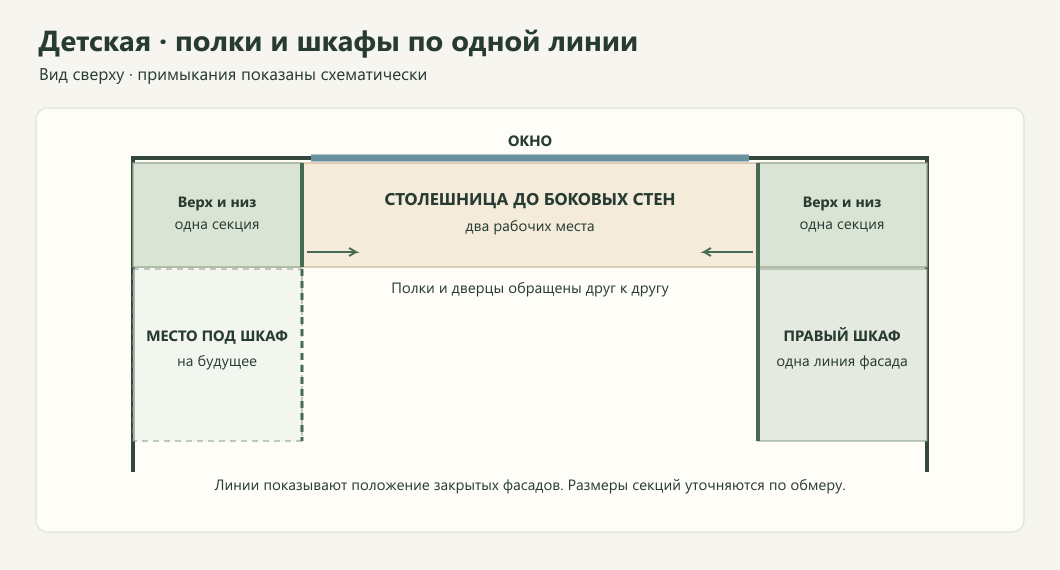 Детская · полки и шкафы по одной линии
Вид сверху · примыкания показаны схематически
ОКНО
Верх и низ
одна секция
СТОЛЕШНИЦА ДО БОКОВЫХ СТЕН
два рабочих места
Верх и низ
одна секция
Полки и дверцы обращены друг к другу
МЕСТО ПОД ШКАФ
на будущее
ПРАВЫЙ ШКАФ
одна линия фасада
Линии показывают положение закрытых фасадов. Размеры секций уточняются по обмеру.